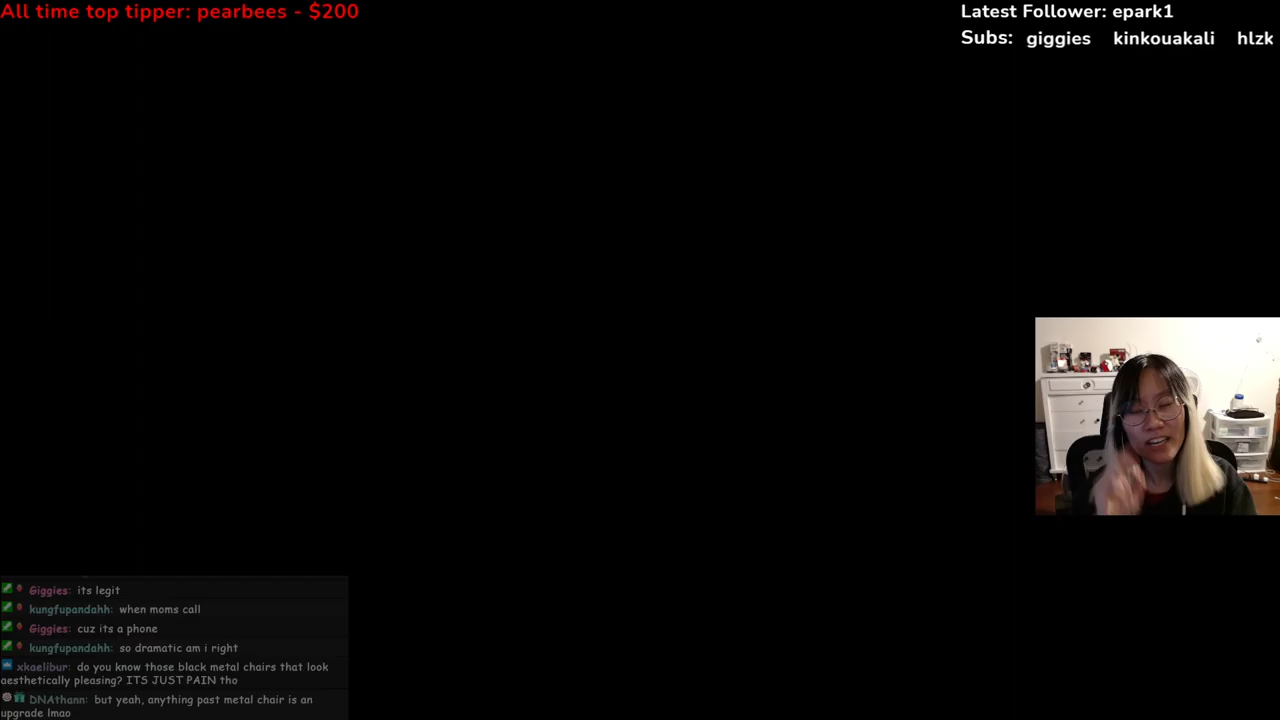 All time top tipper: pearbees - $200
Latest Follower: epark1
Subs: giggies kinkouakali hlzk
Giggies: its legit
kungfupandahh: when moms call
Giggies: cuz its a phone
kungfupandahh: so dramatic am i right
xkaelibur: do you know those black metal chairs that look
aesthetically pleasing? ITS JUST PAIN tho
DNAthann: but yeah, anything past metal chair is an
upgrade lmao